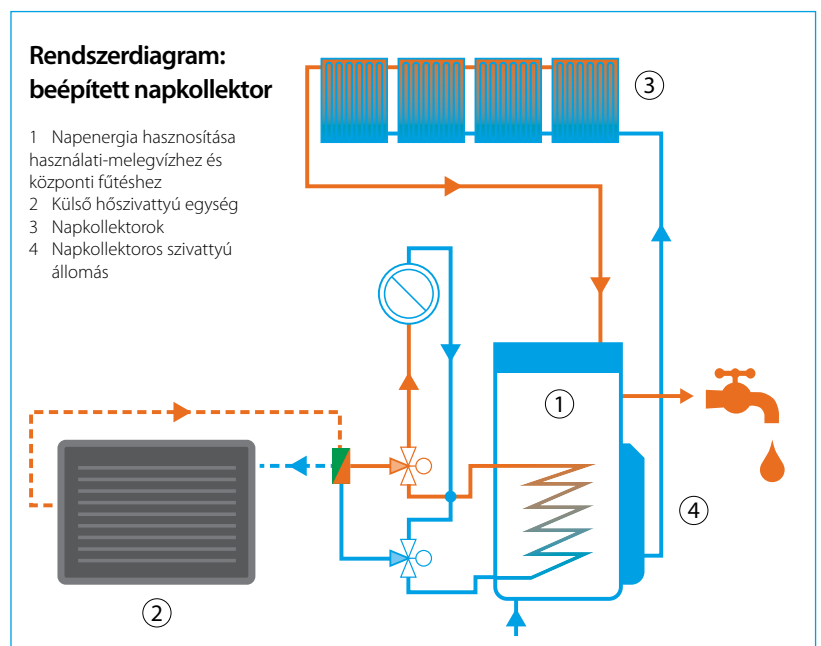 Rendszerdiagram:
beépített napkollektor
1 Napenergia hasznosítása
használati-melegvízhez és
központi fűtéshez
2 Külső hőszivattyú egység
3 Napkollektorok
4 Napkollektoros szivattyú
állomás
3
1
4
2